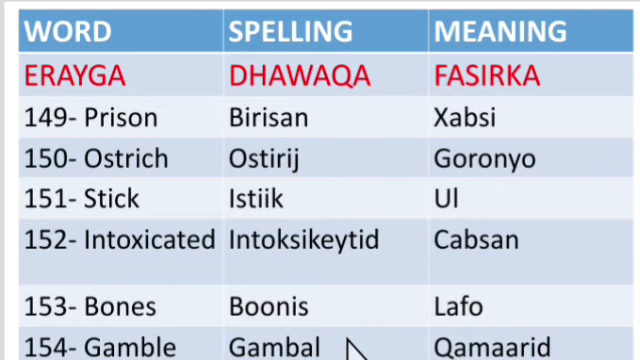 WORD SPELLING MEANING
ERAYGA DHAWAQA FASIRKA
149- Prison Birisan Xabsi
150- Ostrich Ostirij Goronyo
151- Stick Istiik Ul
152- Intoxicated Intoksikeytid Cabsan
153- Bones Boonis Lafo
154- Gamble Gambal Qamaarid